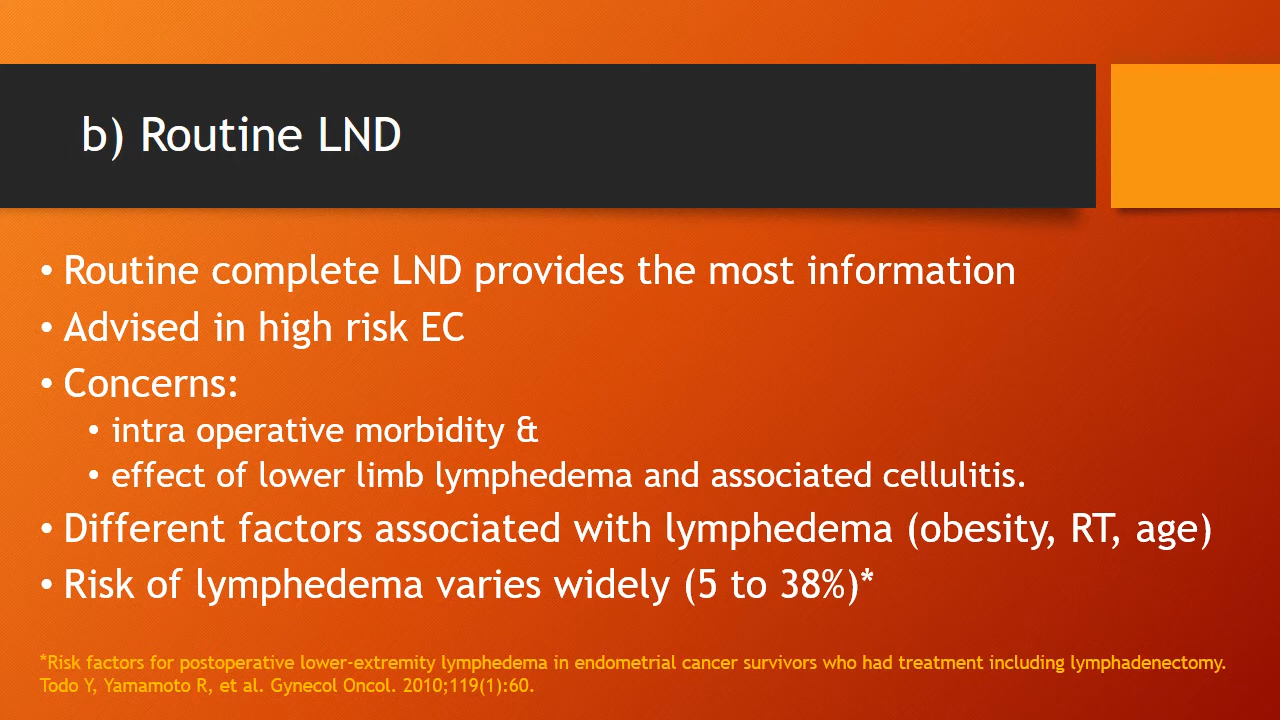 b) Routine LND
• Routine complete LND provides the most information
• Advised in high risk EC
• Concerns:
• intra operative morbidity &
• effect of lower limb lymphedema and associated cellulitis.
• Different factors associated with lymphedema (obesity, RT, age)
• Risk of lymphedema varies widely (5 to 38%)*
*Risk factors for postoperative lower-extremity lymphedema in endometrial cancer survivors who had treatment including lymphadenectomy.
Todo Y, Yamamoto R, et al. Gynecol Oncol. 2010;119(1):60.